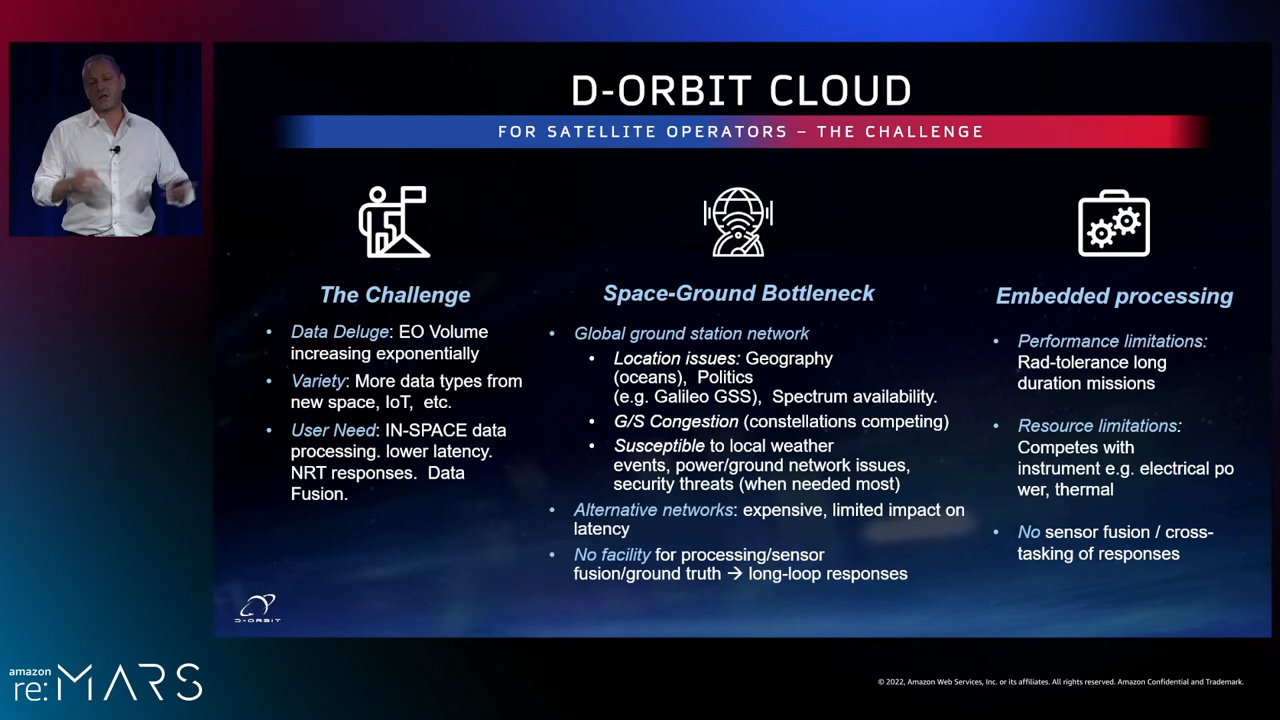 D-ORBIT CLOUD
FOR SATELLITE OPERATORS – THE CHALLENGE
The Challenge
• Data Deluge: EO Volume
increasing exponentially
• Variety: More data types from
new space, IoT, etc.
• User Need: IN-SPACE data
processing. lower latency.
NRT responses. Data
Fusion.
Space-Ground Bottleneck
• Global ground station network
• Location issues: Geography
(oceans), Politics
(e.g. Galileo GSS), Spectrum availability.
• G/S Congestion (constellations competing)
• Susceptible to local weather
events, power/ground network issues,
security threats (when needed most)
• Alternative networks: expensive, limited impact on
latency
• No facility for processing/sensor
fusion/ground truth → long-loop responses
Embedded processing
• Performance limitations:
Rad-tolerance long
duration missions
• Resource limitations:
Competes with
instrument e.g. electrical po
wer, thermal
• No sensor fusion / cross-
tasking of responses
D-ORBIT
amazon
re:MARS
© 2022, Amazon Web Services, Inc. or its affiliates. All rights reserved. Amazon Confidential and Trademark.